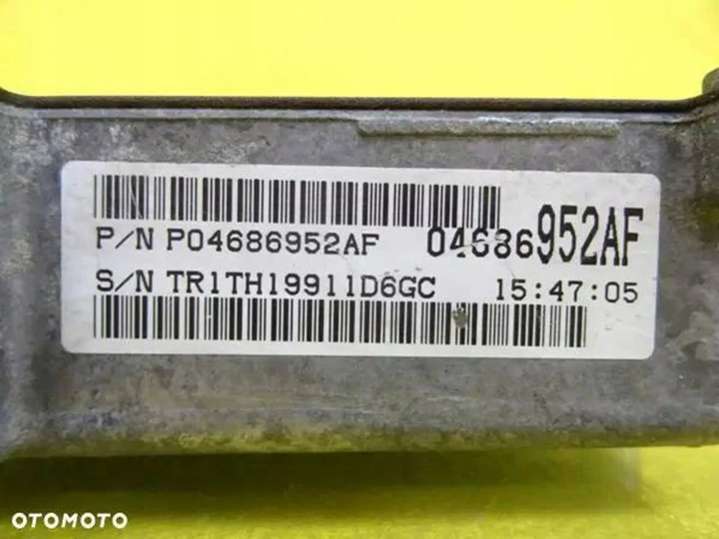 P/N P04686952AF 04686952AF
S/N TR1TH19911D6GC 15:47:05
OTOMOTO